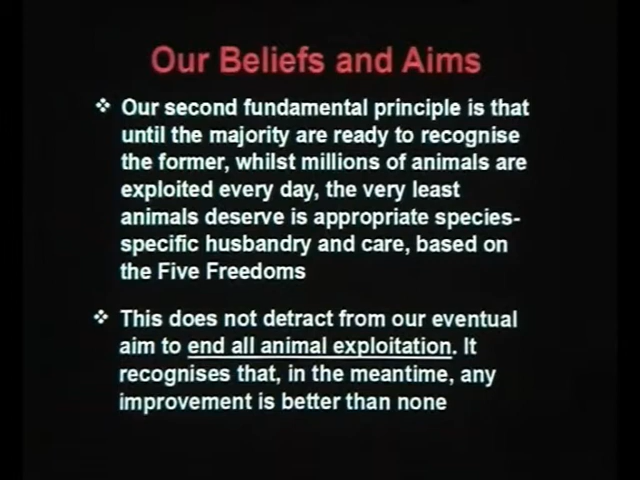 Our Beliefs and Aims
❖ Our second fundamental principle is that
until the majority are ready to recognise
the former, whilst millions of animals are
exploited every day, the very least
animals deserve is appropriate species-
specific husbandry and care, based on
the Five Freedoms
❖ This does not detract from our eventual
aim to end all animal exploitation. It
recognises that, in the meantime, any
improvement is better than none